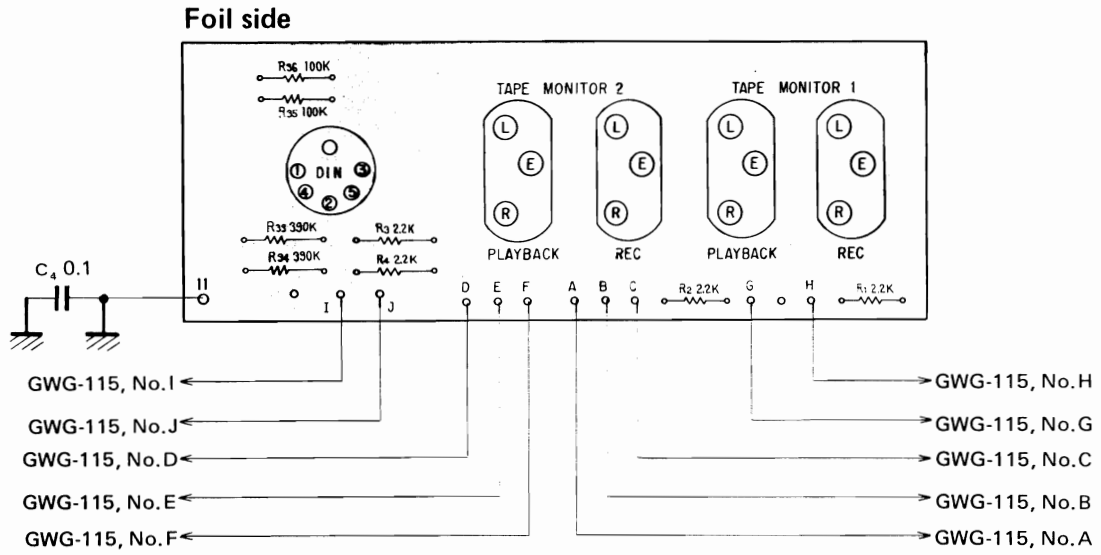 Foil side
R36 100K
R35 100K
TAPE MONITOR 2
TAPE MONITOR 1
L
L
L
L
E
E
E
E
R
R
R
R
DIN
1
3
4
5
2
R33 390K
R3 2.2K
R34 390K
R4 2.2K
PLAYBACK
REC
PLAYBACK
REC
C4 0.1
11
I
J
D
E
F
A
B
C
R2 2.2K
G
H
R1 2.2K
GWG-115, No.I
GWG-115, No.H
GWG-115, No.J
GWG-115, No.G
GWG-115, No.D
GWG-115, No.C
GWG-115, No.E
GWG-115, No.B
GWG-115, No.F
GWG-115, No.A